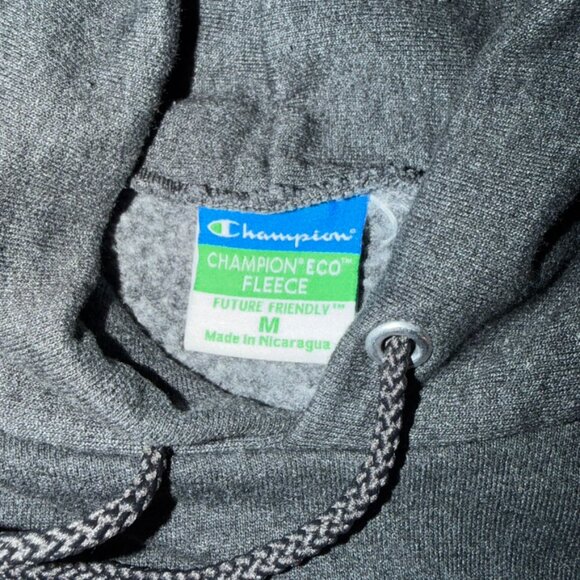 Champion®
CHAMPION® ECO™
FLEECE
FUTURE FRIENDLY™
M
Made in Nicaragua